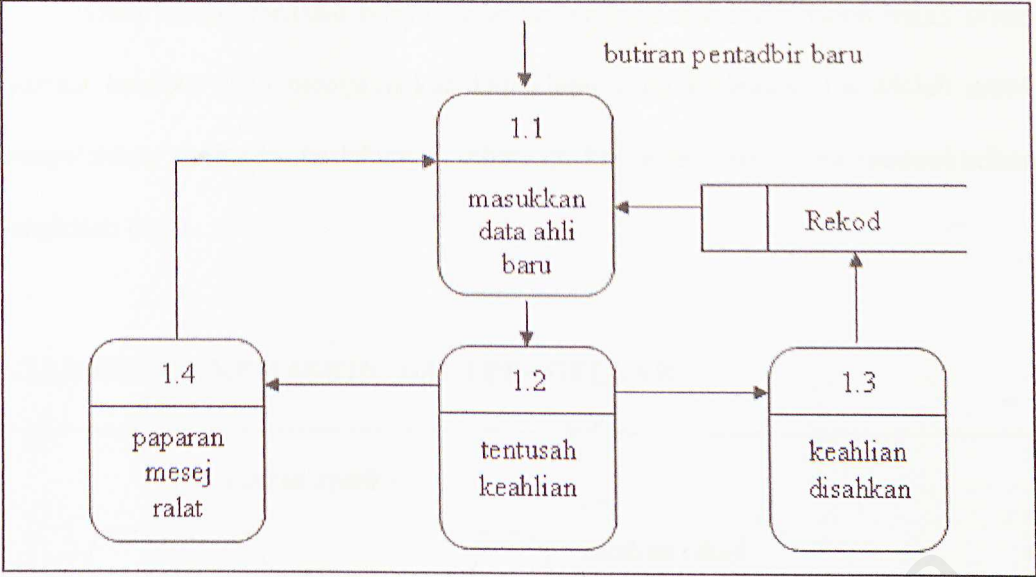 butiran pentadbir baru
1.1
masukkan
data ahli
baru
Rekod
1.4
paparan
mesej
ralat
1.2
tentusah
keahlian
1.3
keahlian
disahkan